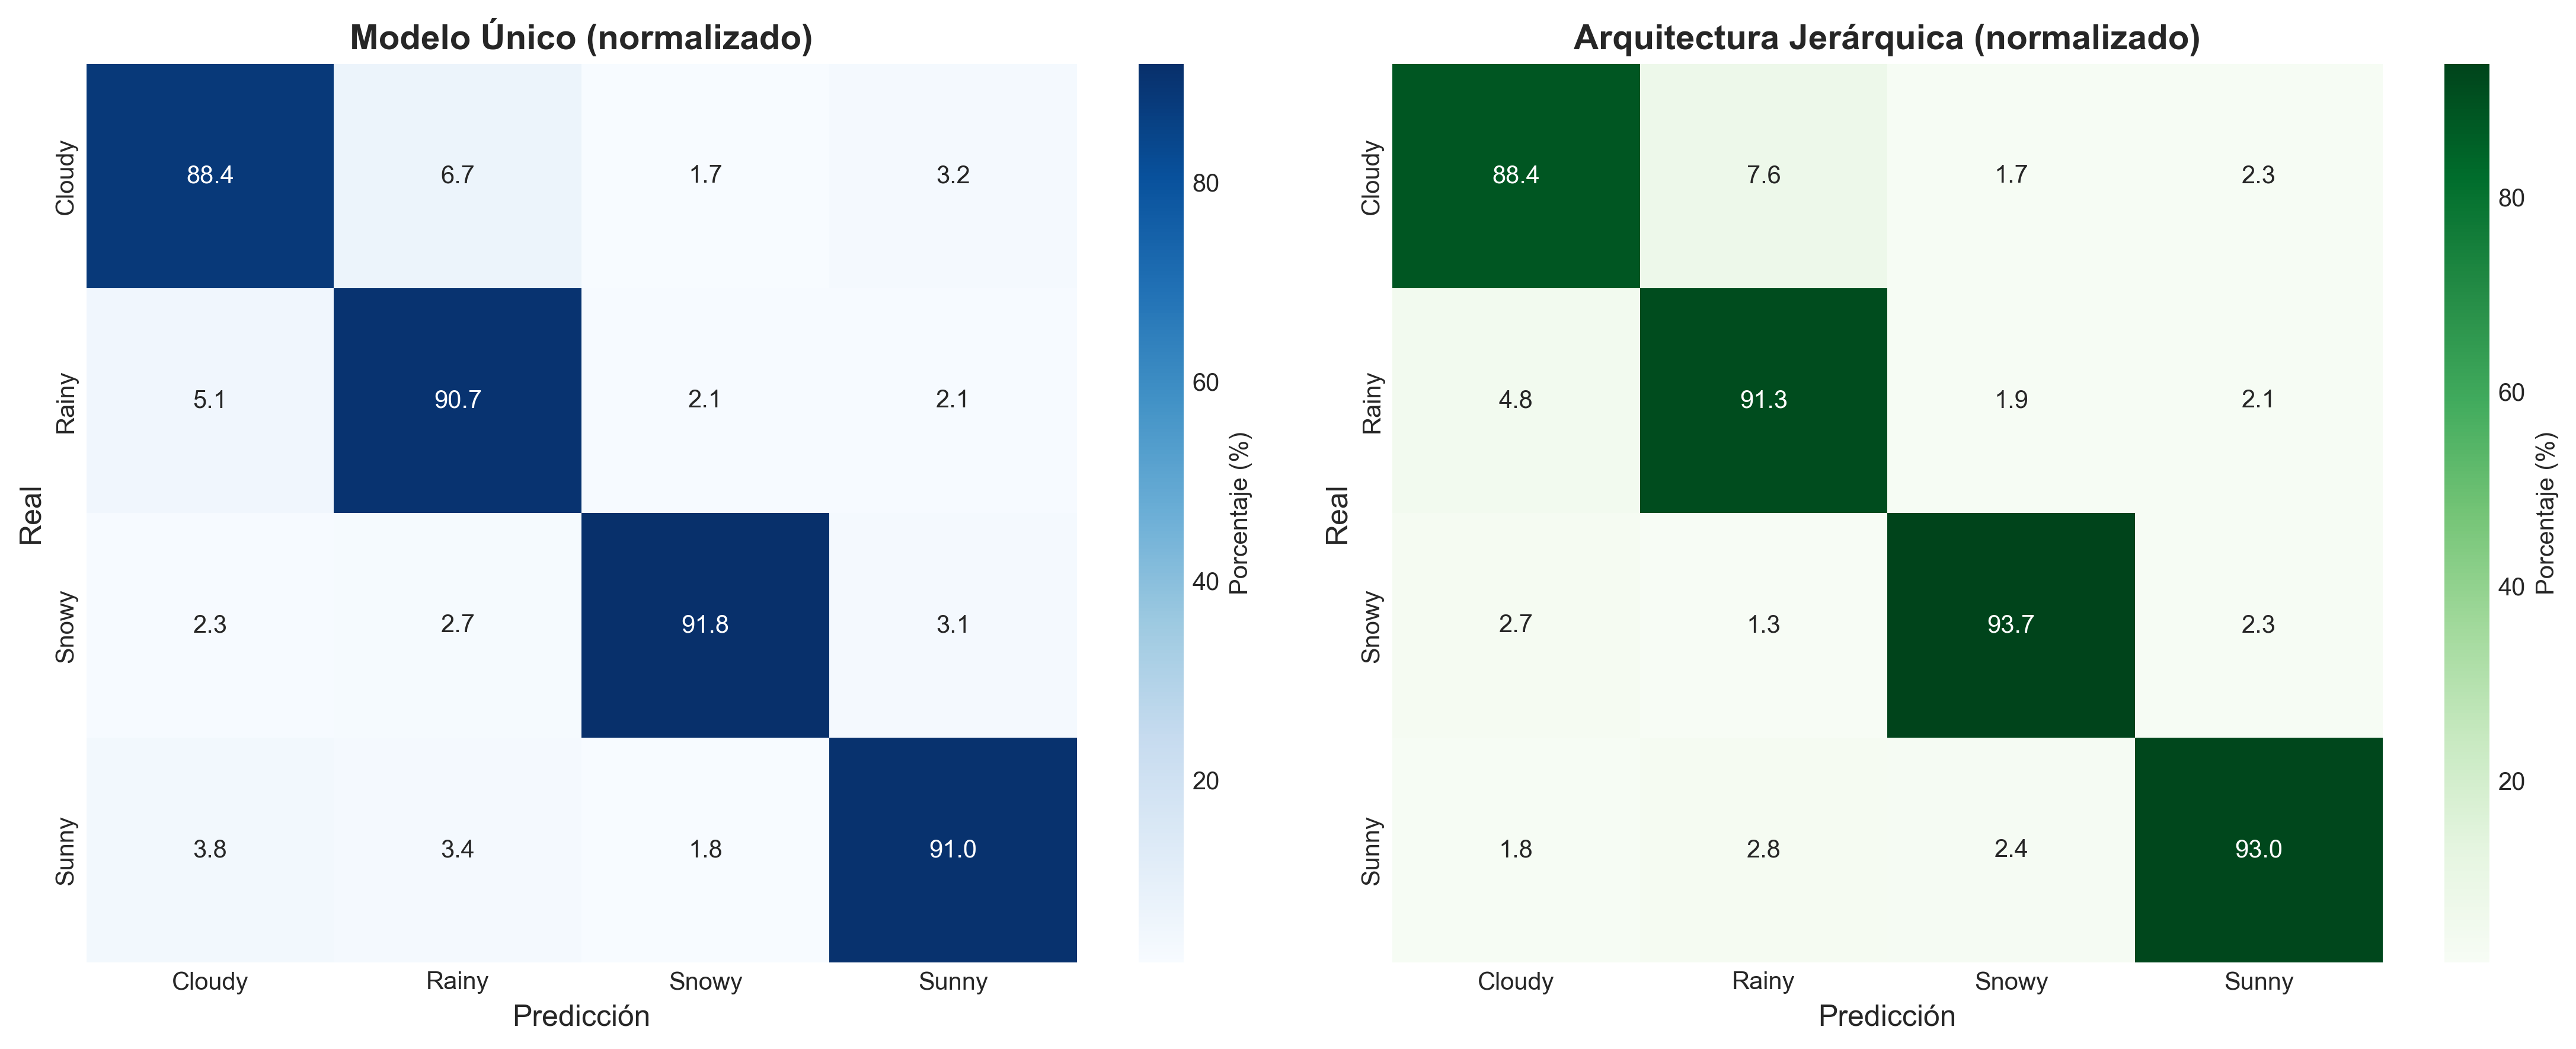 Modelo Único (normalizado)
Cloudy 88.4 6.7 1.7 3.2
Rainy 5.1 90.7 2.1 2.1
Snowy 2.3 2.7 91.8 3.1
Sunny 3.8 3.4 1.8 91.0
Cloudy Rainy Snowy Sunny
Predicción
Real
80
60
40
20
Porcentaje (%)
Arquitectura Jerárquica (normalizado)
Cloudy 88.4 7.6 1.7 2.3
Rainy 4.8 91.3 1.9 2.1
Snowy 2.7 1.3 93.7 2.3
Sunny 1.8 2.8 2.4 93.0
Cloudy Rainy Snowy Sunny
Predicción
Real
80
60
40
20
Porcentaje (%)